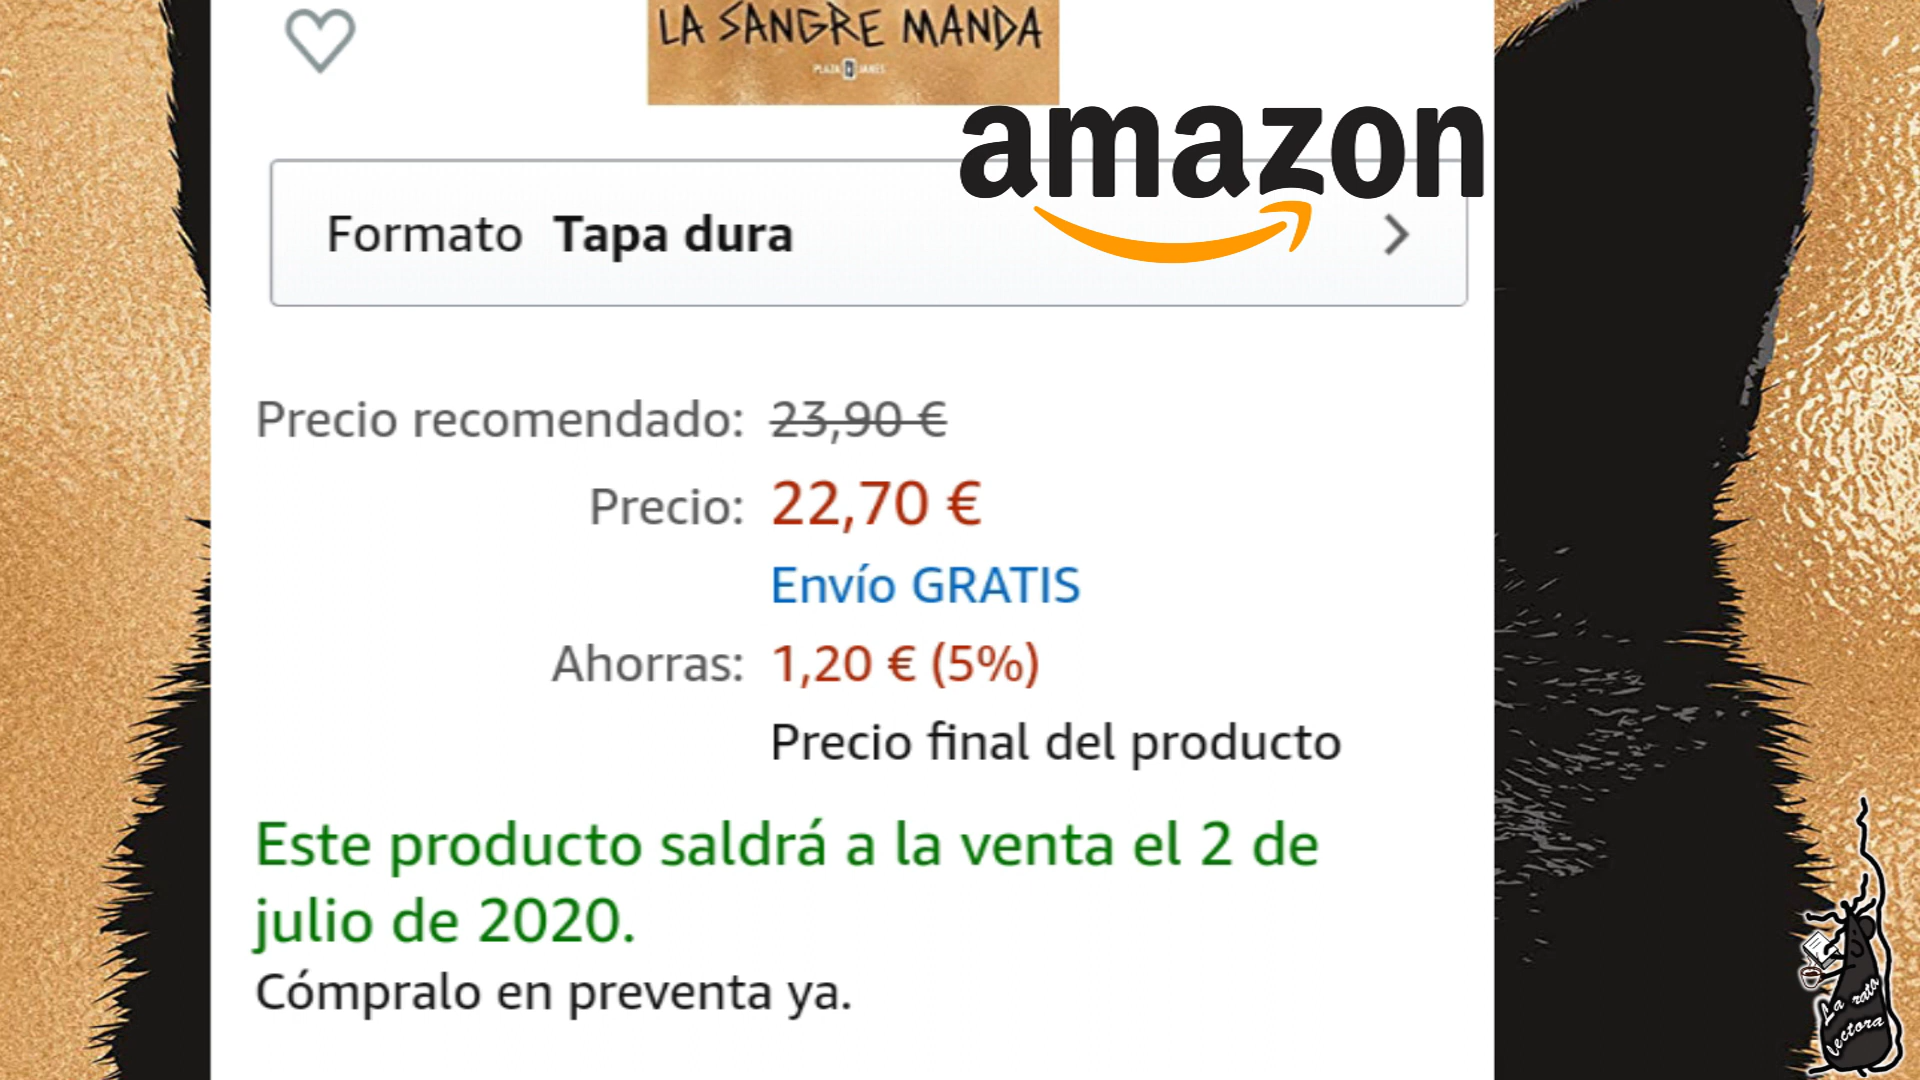 LA SANGRE MANDA
PLAZA JANÉS
amazon
Formato Tapa dura
Precio recomendado: 23,90 €
Precio: 22,70 €
Envío GRATIS
Ahorras: 1,20 € (5%)
Precio final del producto
Este producto saldrá a la venta el 2 de
julio de 2020.
Cómpralo en preventa ya.
La rata
lectora